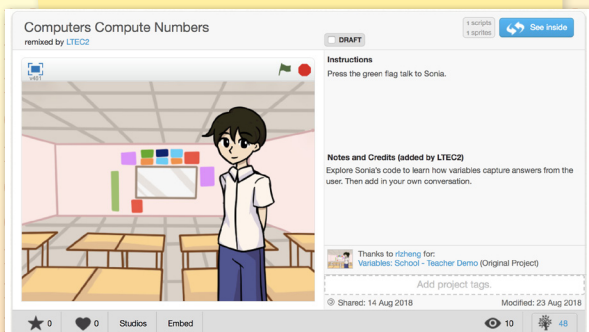 Computers Compute Numbers
remixed by LTEC2
DRAFT
1 scripts
1 sprites
See inside
v461
Instructions
Press the green flag talk to Sonia.
Notes and Credits (added by LTEC2)
Explore Sonia's code to learn how variables capture answers from the
user. Then add in your own conversation.
Thanks to rlzheng for:
Variables: School - Teacher Demo (Original Project)
Add project tags.
Shared: 14 Aug 2018
Modified: 23 Aug 2018
0
0
Studios
Embed
10
48